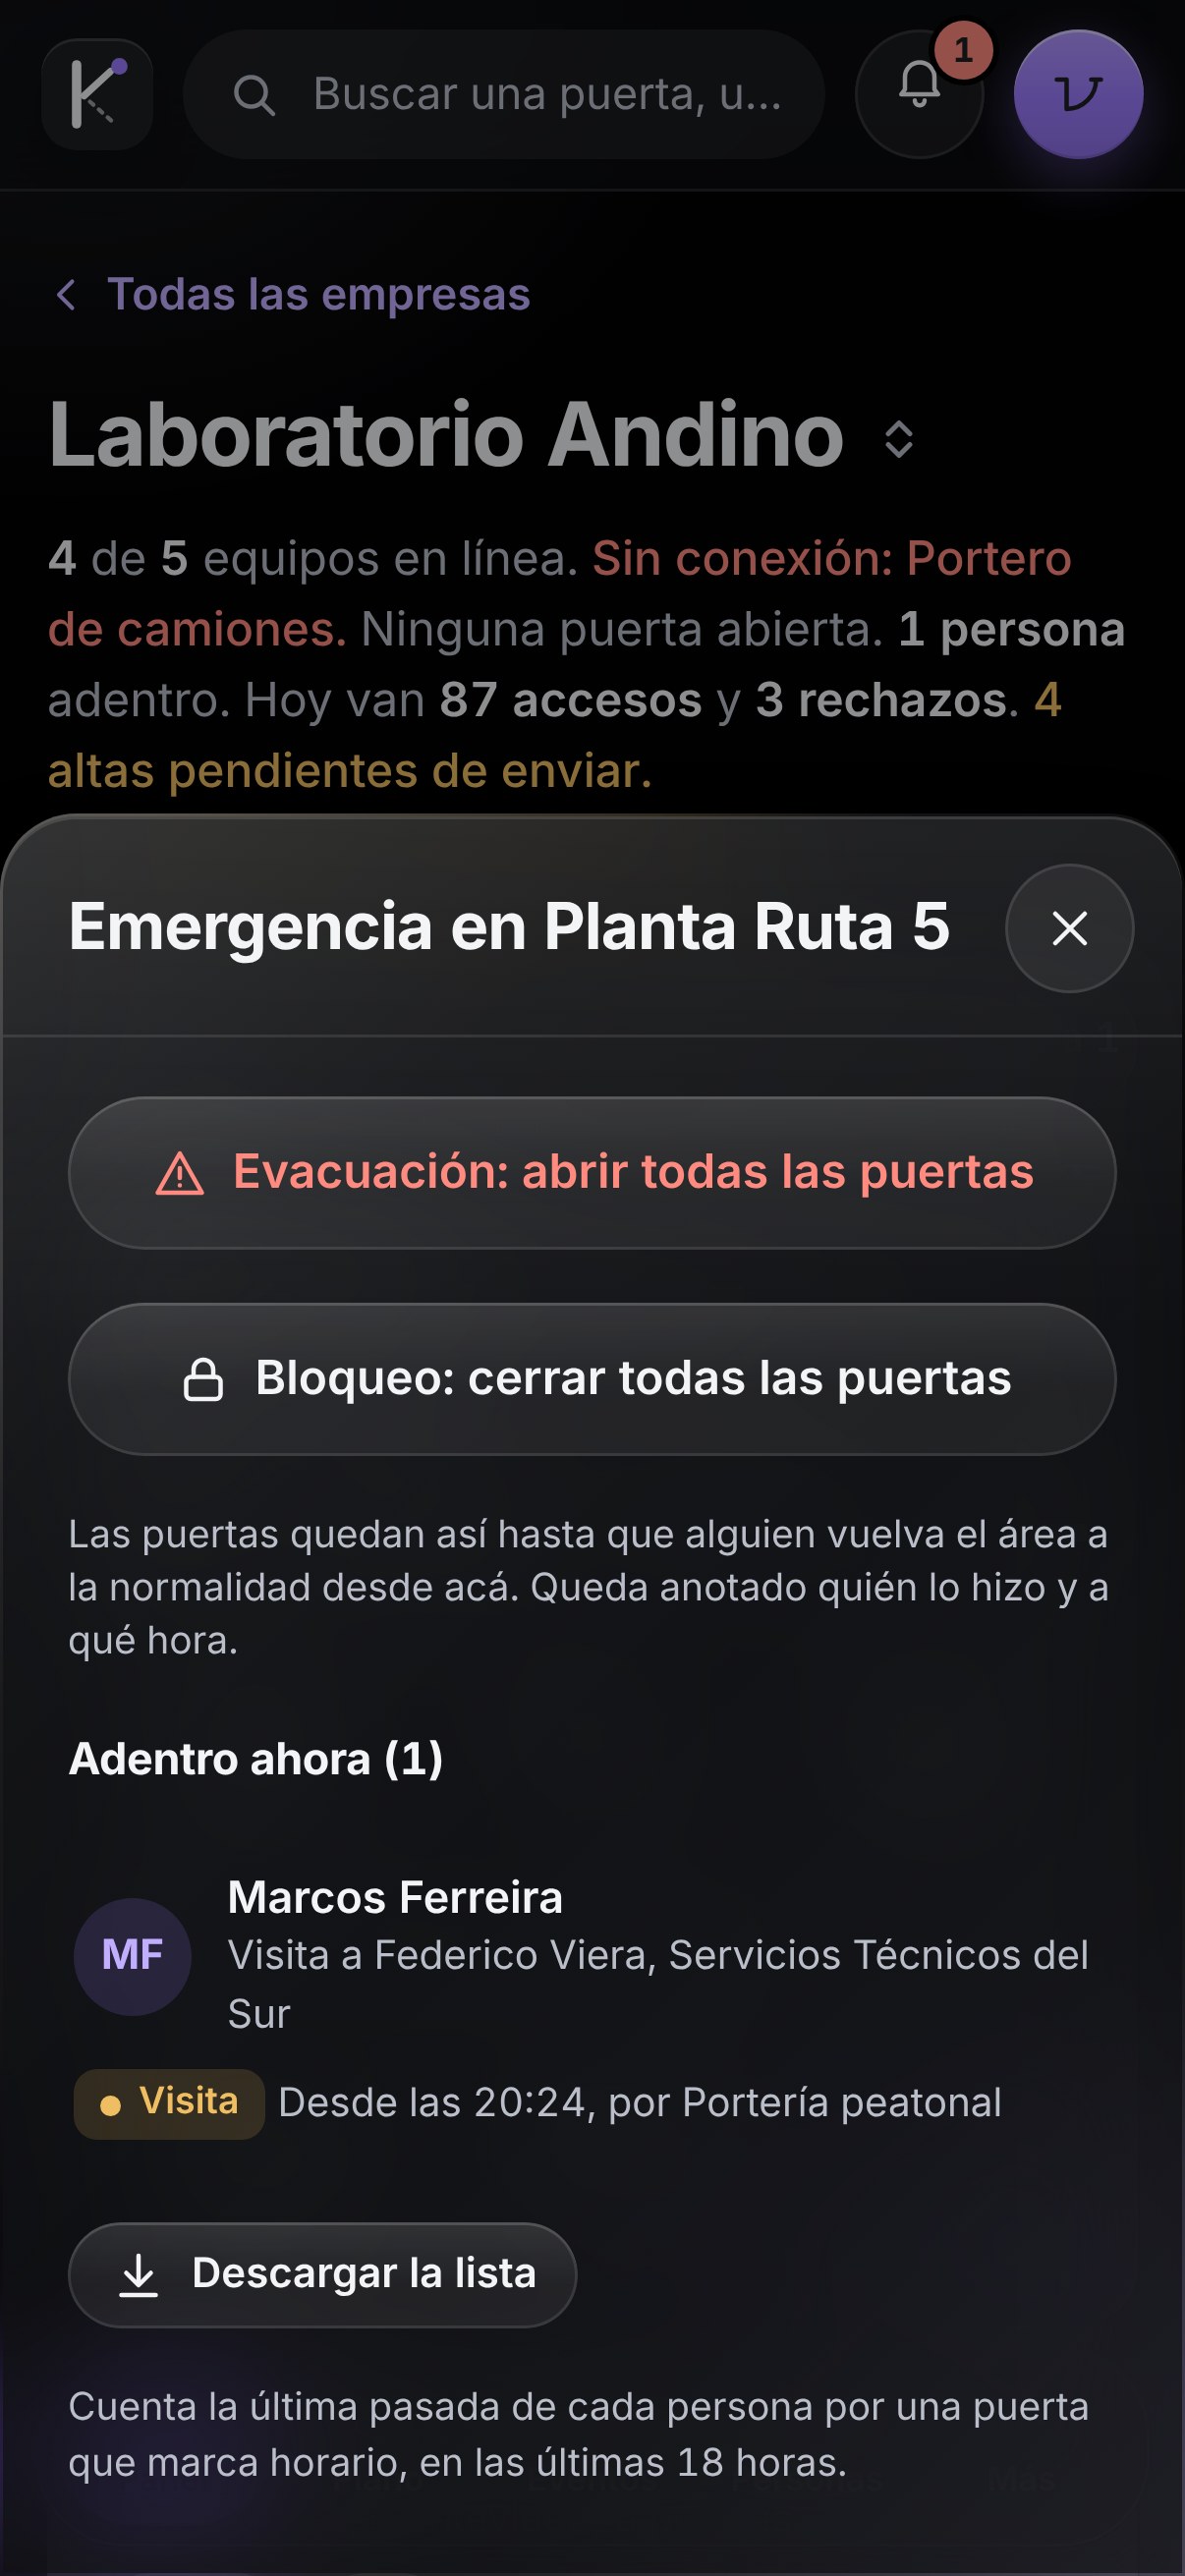 Buscar una puerta, u...
1
Todas las empresas
Laboratorio Andino
4 de 5 equipos en línea. Sin conexión: Portero
de camiones. Ninguna puerta abierta. 1 persona
adentro. Hoy van 87 accesos y 3 rechazos. 4
altas pendientes de enviar.
Emergencia en Planta Ruta 5
Evacuación: abrir todas las puertas
Bloqueo: cerrar todas las puertas
Las puertas quedan así hasta que alguien vuelva el área a
la normalidad desde acá. Queda anotado quién lo hizo y a
qué hora.
Adentro ahora (1)
MF
Marcos Ferreira
Visita a Federico Viera, Servicios Técnicos del
Sur
Visita Desde las 20:24, por Portería peatonal
Descargar la lista
Cuenta la última pasada de cada persona por una puerta
que marca horario, en las últimas 18 horas.